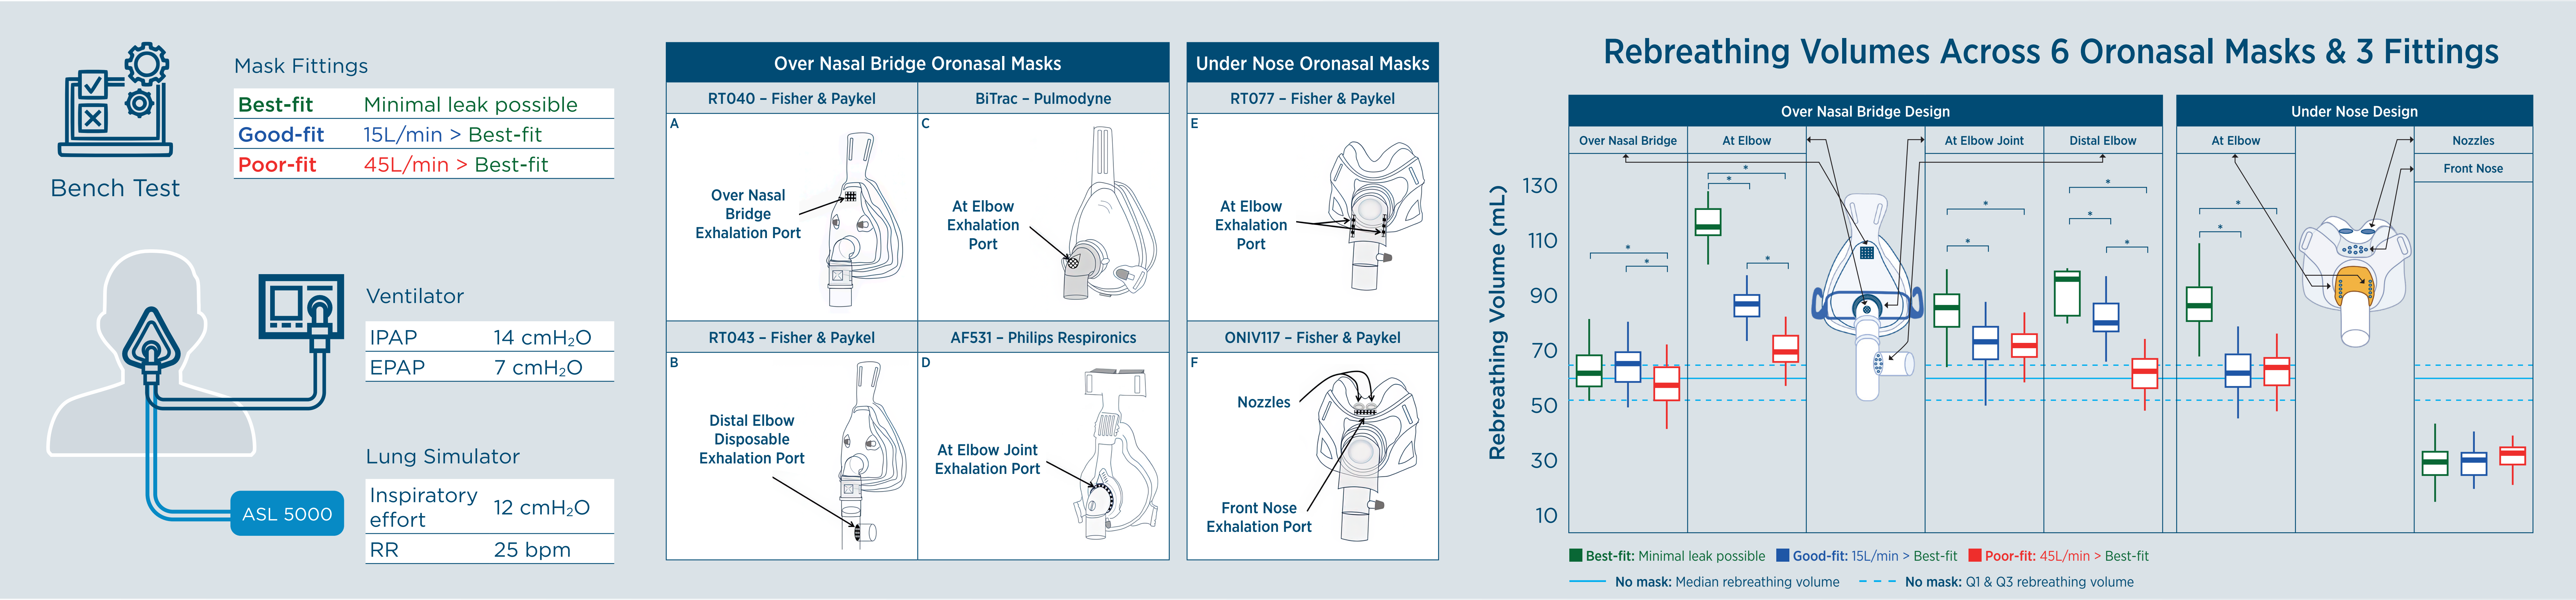 Bench Test
Mask Fittings
Best-fit Minimal leak possible
Good-fit 15L/min > Best-fit
Poor-fit 45L/min > Best-fit
Ventilator
IPAP 14 cmH₂O
EPAP 7 cmH₂O
Lung Simulator
ASL 5000
Inspiratory
effort 12 cmH₂O
RR 25 bpm
Over Nasal Bridge Oronasal Masks
RT040 – Fisher & Paykel
A
Over Nasal
Bridge
Exhalation Port
BiTrac – Pulmodyne
C
At Elbow
Exhalation
Port
RT043 – Fisher & Paykel
B
Distal Elbow
Disposable
Exhalation Port
AF531 – Philips Respironics
D
At Elbow Joint
Exhalation Port
Under Nose Oronasal Masks
RT077 – Fisher & Paykel
E
At Elbow
Exhalation
Port
ONIV117 – Fisher & Paykel
F
Nozzles
Front Nose
Exhalation Port
Rebreathing Volumes Across 6 Oronasal Masks & 3 Fittings
Over Nasal Bridge Design
Under Nose Design
Over Nasal Bridge
At Elbow
At Elbow Joint
Distal Elbow
At Elbow
Nozzles
Front Nose
Rebreathing Volume (mL)
130
110
90
70
50
30
10
* * * * * * * * * * * * *
Best-fit: Minimal leak possible Good-fit: 15L/min > Best-fit Poor-fit: 45L/min > Best-fit
No mask: Median rebreathing volume No mask: Q1 & Q3 rebreathing volume